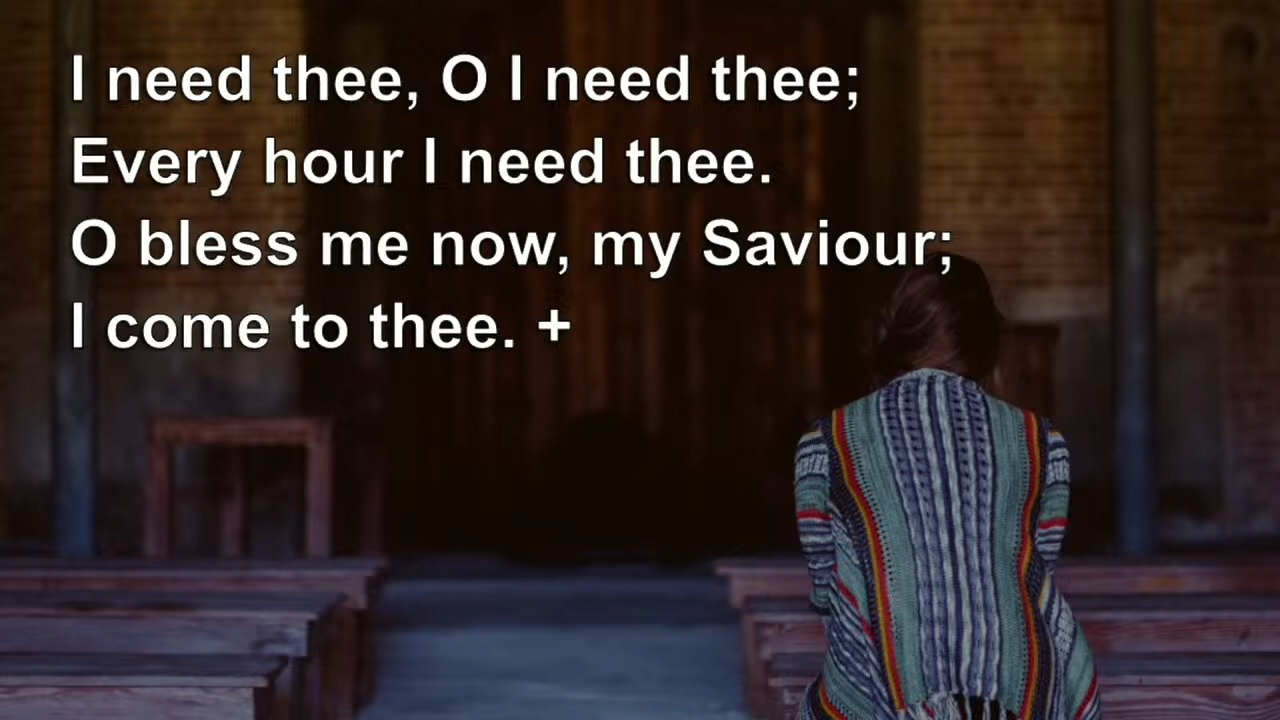 I need thee, O I need thee;
Every hour I need thee.
O bless me now, my Saviour;
I come to thee. +